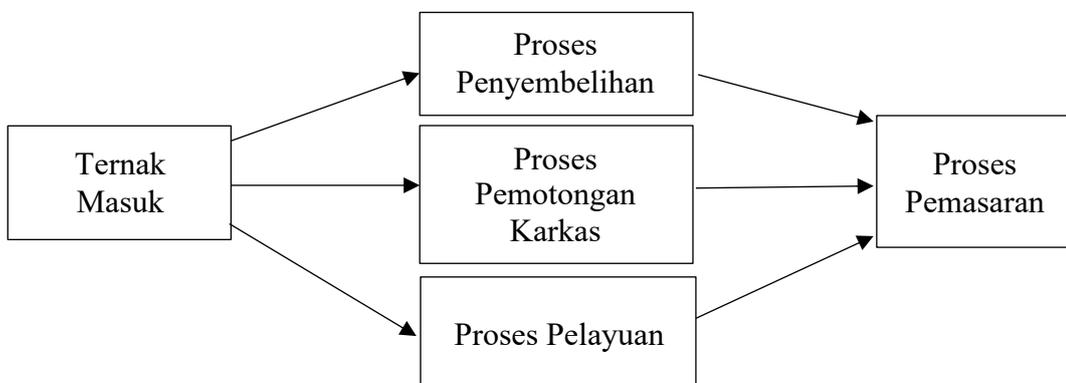 Ternak
Masuk
Proses
Penyembelihan
Proses
Pemotongan
Karkas
Proses Pelayuan
Proses
Pemasaran